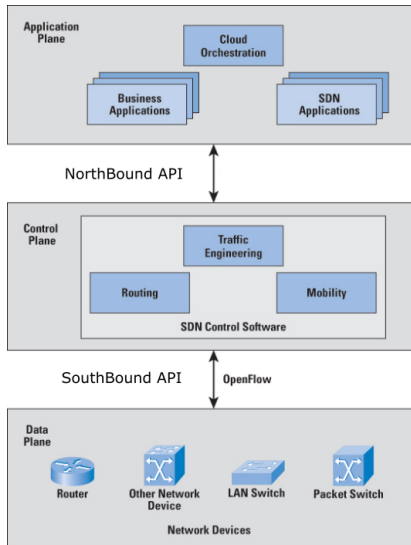 Application
Plane
Cloud
Orchestration
Business
Applications
SDN
Applications
NorthBound API
Control
Plane
Traffic
Engineering
Routing
Mobility
SDN Control Software
SouthBound API
OpenFlow
Data
Plane
Router
Other Network
Device
LAN Switch
Packet Switch
Network Devices